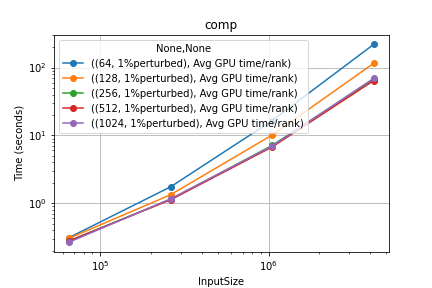 comp
None,None
((64, 1%perturbed), Avg GPU time/rank)
((128, 1%perturbed), Avg GPU time/rank)
((256, 1%perturbed), Avg GPU time/rank)
((512, 1%perturbed), Avg GPU time/rank)
((1024, 1%perturbed), Avg GPU time/rank)
Time (seconds)
10²
10¹
10⁰
10⁵ 10⁶
InputSize